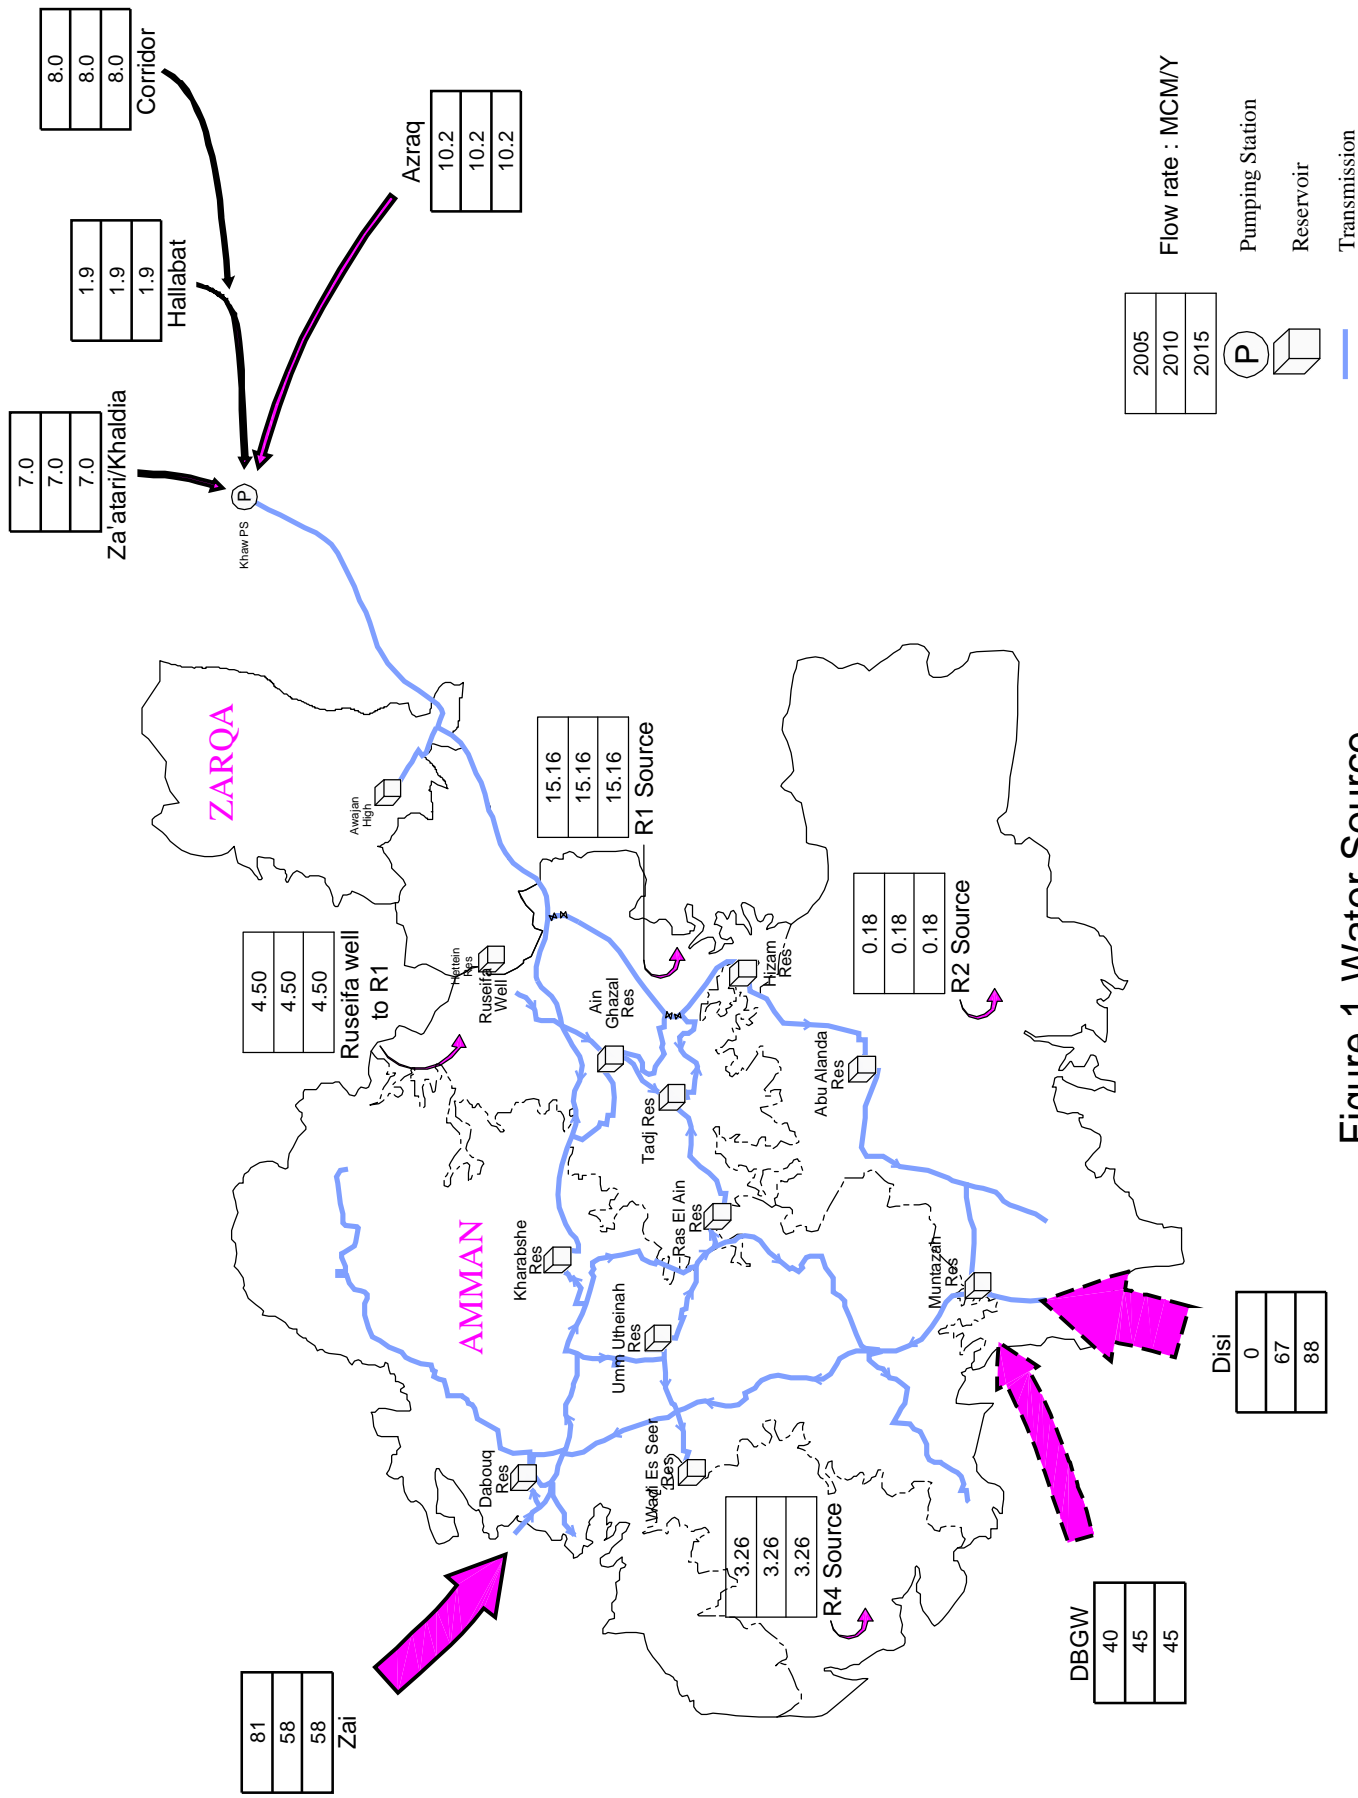 7.0
7.0
7.0
Za'atari/Khaldia
8.0
8.0
8.0
Corridor
1.9
1.9
1.9
Hallabat
ZARQA
81
58
58
Zai
4.50
4.50
4.50
Ruseifa well
to R1
P
Khaw PS
Awajan
High
Azraq
10.2
10.2
10.2
AMMAN
Hettein
Res
Ruseifa
Well
Dabouq
Res
Kharabshe
Res
15.16
15.16
15.16
R1 Source
Ain
Ghazal
Res
Umm Utheinah
Res
Tadj Res
Wadi Es Seer
Res
Ras El Ain
Res
Hizam
Res
3.26
3.26
3.26
R4 Source
Abu Alanda
Res
0.18
0.18
0.18
R2 Source
Muntazah
Res
DBGW
40
45
45
Disi
0
67
88
2005
2010
2015
Flow rate : MCM/Y
P
Pumping Station
Reservoir
Transmission
Figure 1 Water Source